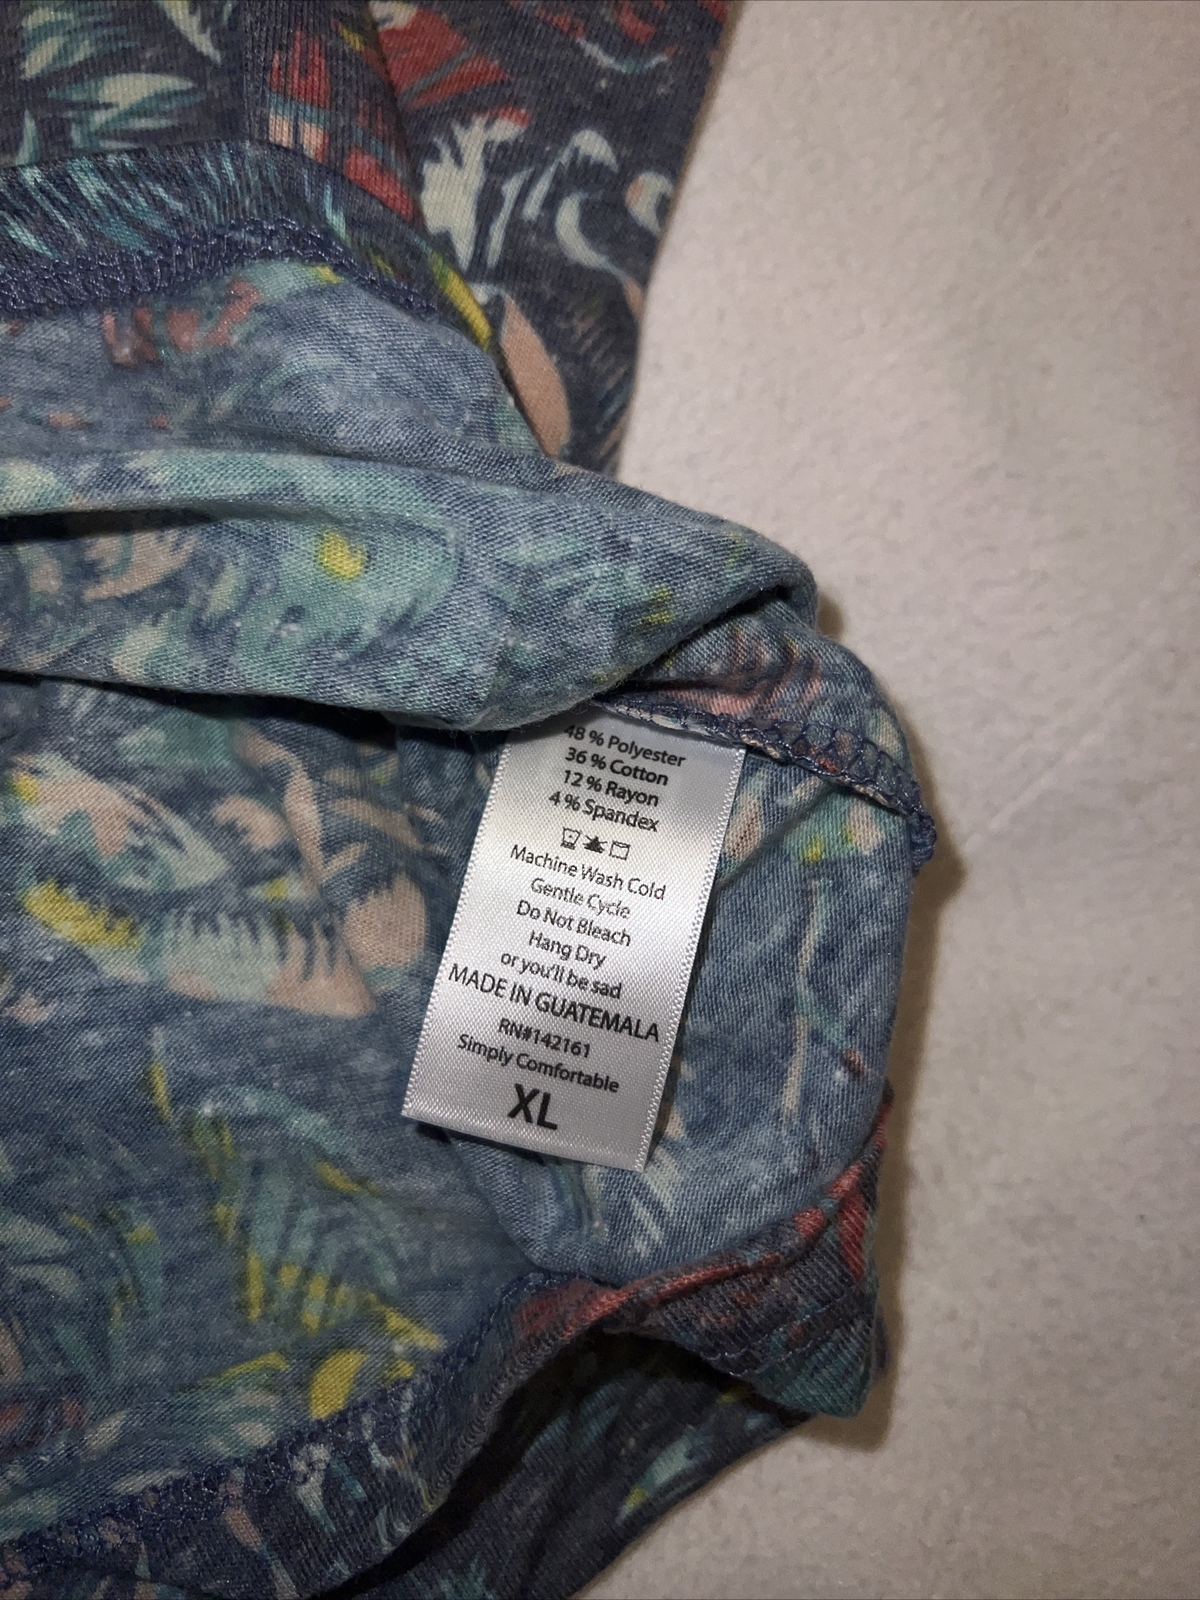 48 % Polyester
36 % Cotton
12 % Rayon
4 % Spandex
Machine Wash Cold
Gentle Cycle
Do Not Bleach
Hang Dry
or you'll be sad
MADE IN GUATEMALA
RN#142161
Simply Comfortable
XL